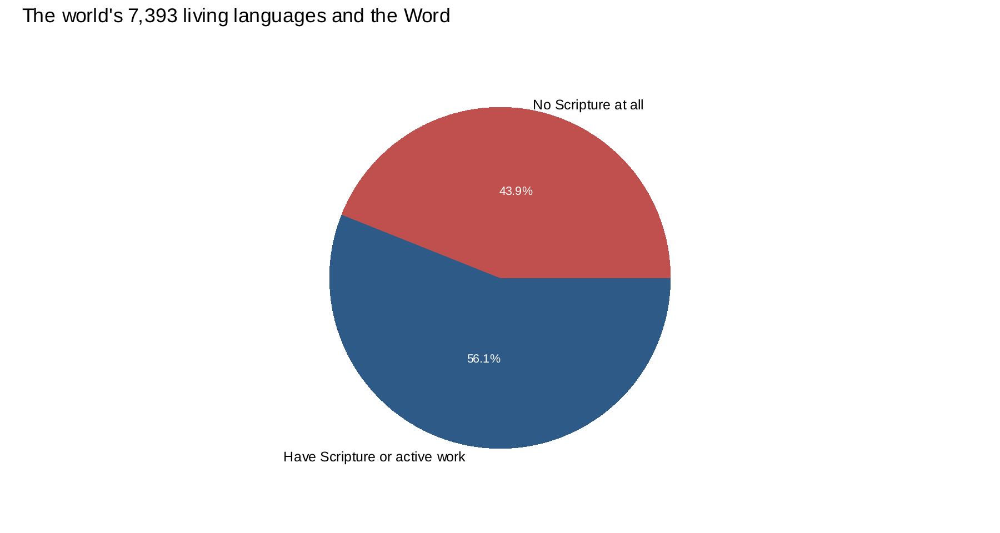 The world's 7,393 living languages and the Word
No Scripture at all
43.9%
56.1%
Have Scripture or active work